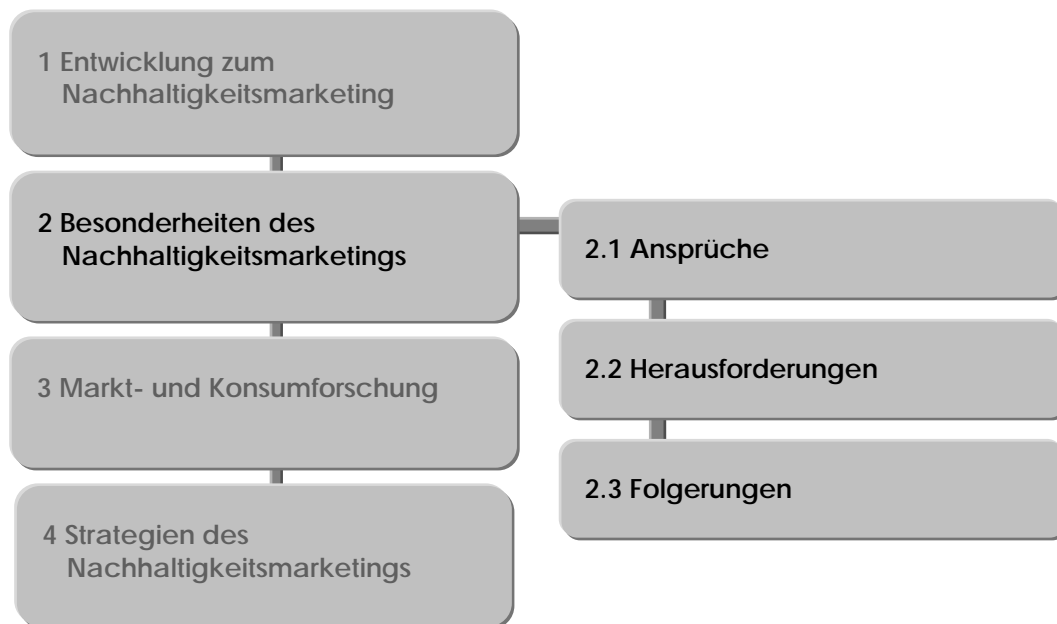 1 Entwicklung zum
Nachhaltigkeitsmarketing
2 Besonderheiten des
Nachhaltigkeitsmarketings
2.1 Ansprüche
2.2 Herausforderungen
2.3 Folgerungen
3 Markt- und Konsumforschung
4 Strategien des
Nachhaltigkeitsmarketings